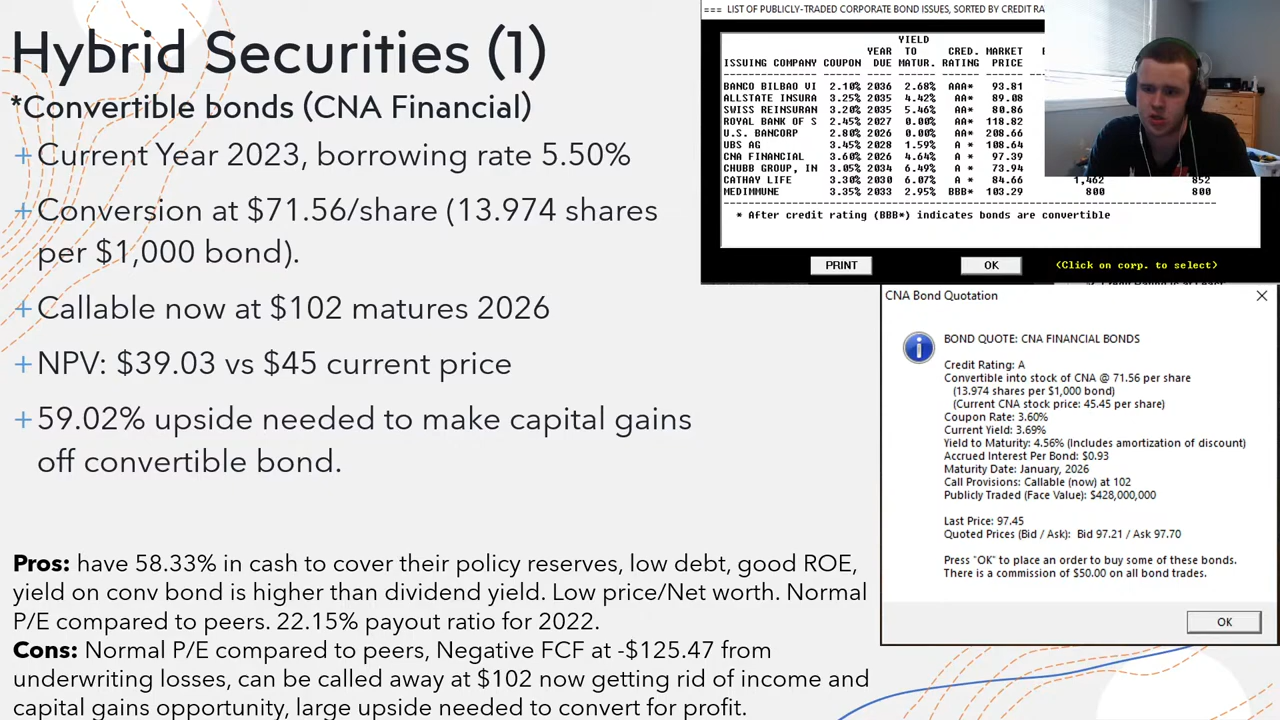 Hybrid Securities (1)
*Convertible bonds (CNA Financial)
+Current Year 2023, borrowing rate 5.50%
+Conversion at $71.56/share (13.974 shares
per $1,000 bond).
+Callable now at $102 matures 2026
+NPV: $39.03 vs $45 current price
+59.02% upside needed to make capital gains
off convertible bond.
Pros: have 58.33% in cash to cover their policy reserves, low debt, good ROE,
yield on conv bond is higher than dividend yield. Low price/Net worth. Normal
P/E compared to peers. 22.15% payout ratio for 2022.
Cons: Normal P/E compared to peers, Negative FCF at -$125.47 from
underwriting losses, can be called away at $102 now getting rid of income and
capital gains opportunity, large upside needed to convert for profit.
=== LIST OF PUBLICLY-TRADED CORPORATE BOND ISSUES, SORTED BY CREDIT RA
YIELD
YEAR TO CRED. MARKET
ISSUING COMPANY COUPON DUE MATUR. RATING PRICE
BANCO BILBAO VI 2.10% 2036 2.68% AAA* 93.81
ALLSTATE INSURA 3.25% 2035 4.42% AA* 89.08
SWISS REINSURAN 3.20% 2035 5.46% AA* 80.86
ROYAL BANK OF S 2.45% 2027 0.00% AA* 118.82
U.S. BANCORP 2.80% 2026 0.00% AA* 208.66
UBS AG 3.45% 2028 1.59% AA* 108.64
CNA FINANCIAL 3.60% 2026 4.64% A * 97.39
CHUBB GROUP, IN 3.05% 2034 6.49% A * 73.94
CATHAY LIFE 3.30% 2030 6.07% A * 84.66 1,462 852
MEDIMMUNE 3.35% 2033 2.95% BBB* 103.29 800 800
* After credit rating (BBB*) indicates bonds are convertible
PRINT OK <Click on corp. to select>
CNA Bond Quotation
BOND QUOTE: CNA FINANCIAL BONDS
Credit Rating: A
Convertible into stock of CNA @ 71.56 per share
(13.974 shares per $1,000 bond)
(Current CNA stock price: 45.45 per share)
Coupon Rate: 3.60%
Current Yield: 3.69%
Yield to Maturity: 4.56% (Includes amortization of discount)
Accrued Interest Per Bond: $0.93
Maturity Date: January, 2026
Call Provisions: Callable (now) at 102
Publicly Traded (Face Value): $428,000,000
Last Price: 97.45
Quoted Prices (Bid / Ask): Bid 97.21 / Ask 97.70
Press "OK" to place an order to buy some of these bonds.
There is a commission of $50.00 on all bond trades.
OK